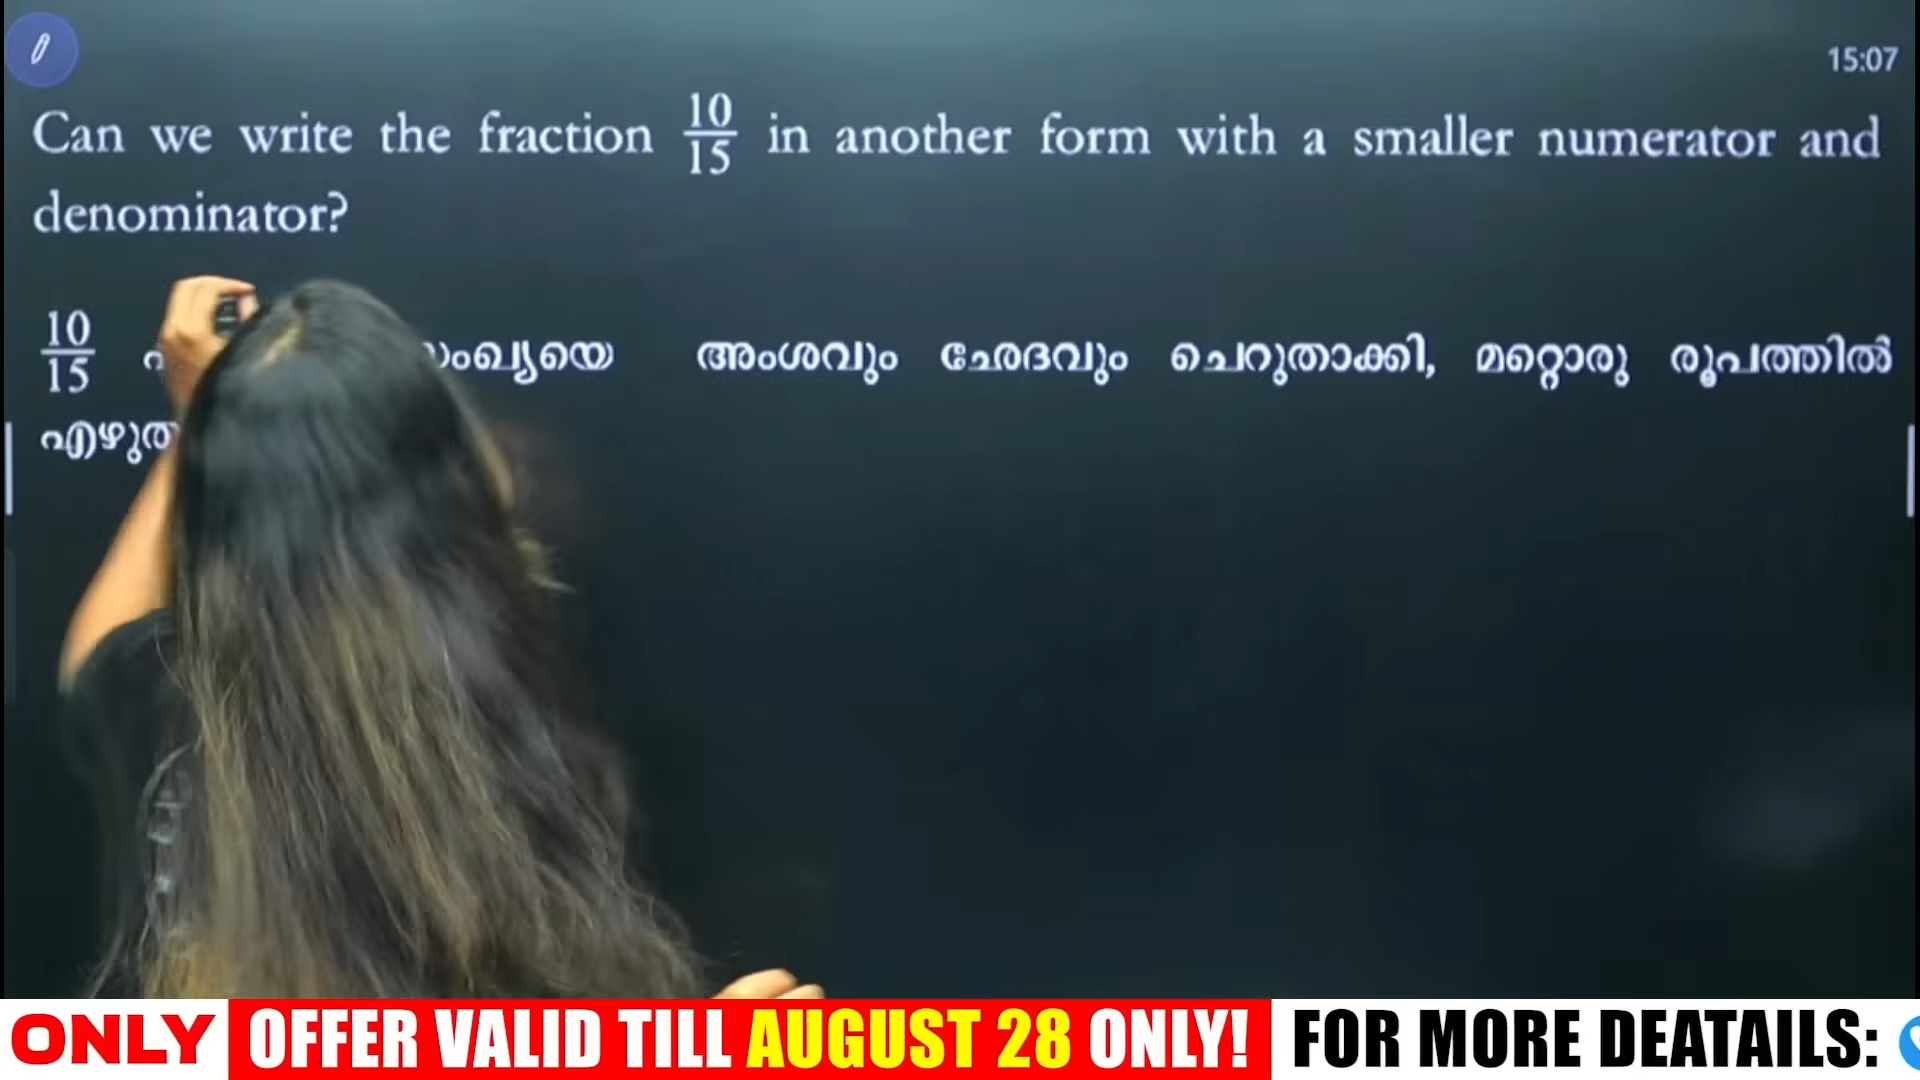 15:07
Can we write the fraction 10/15 in another form with a smaller numerator and
denominator?
10/15 അംശവും ഛേദവും ചെറുതാക്കി, മറ്റൊരു രൂപത്തിൽ
ONLY OFFER VALID TILL AUGUST 28 ONLY! FOR MORE DEATAILS: